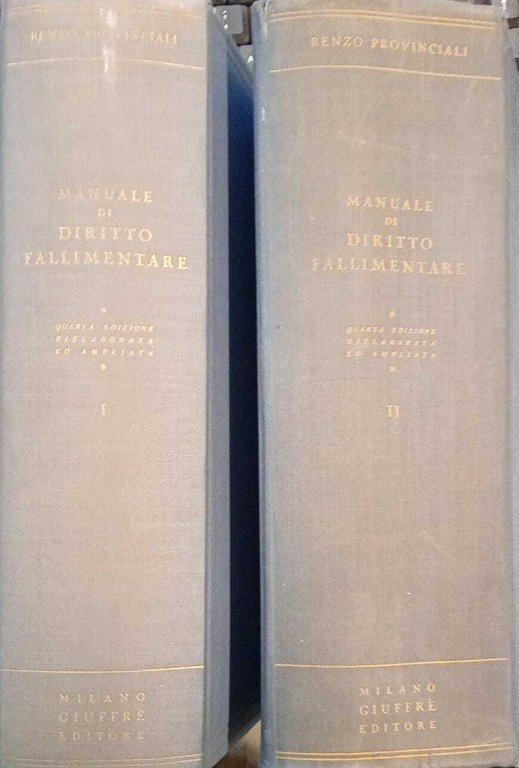 RENZO PROVINCIALI
MANUALE
DI
DIRITTO
FALLIMENTARE
QUARTA EDIZIONE
RIELABORATA
ED AMPLIATA
I
MILANO
GIUFFRÈ
EDITORE
RENZO PROVINCIALI
MANUALE
DI
DIRITTO
FALLIMENTARE
QUARTA EDIZIONE
RIELABORATA
ED AMPLIATA
II
MILANO
GIUFFRÈ
EDITORE